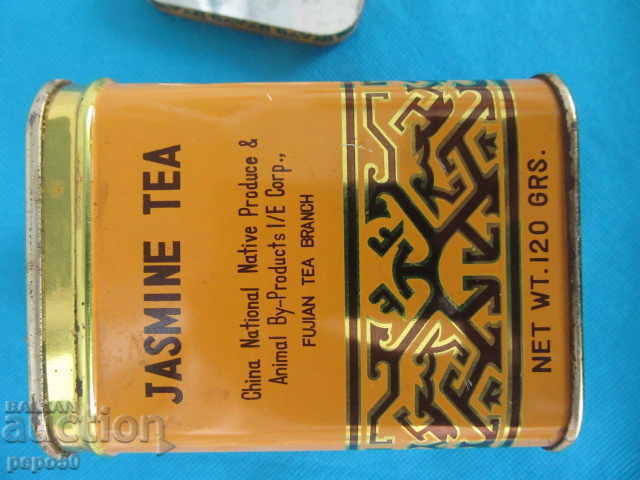 JASMINE TEA
China National Native Produce &
Animal By-Products I/E Corp.,
FUJIAN TEA BRANCH
NET WT. 120 GRS.
BALKAN
auction
pepo50